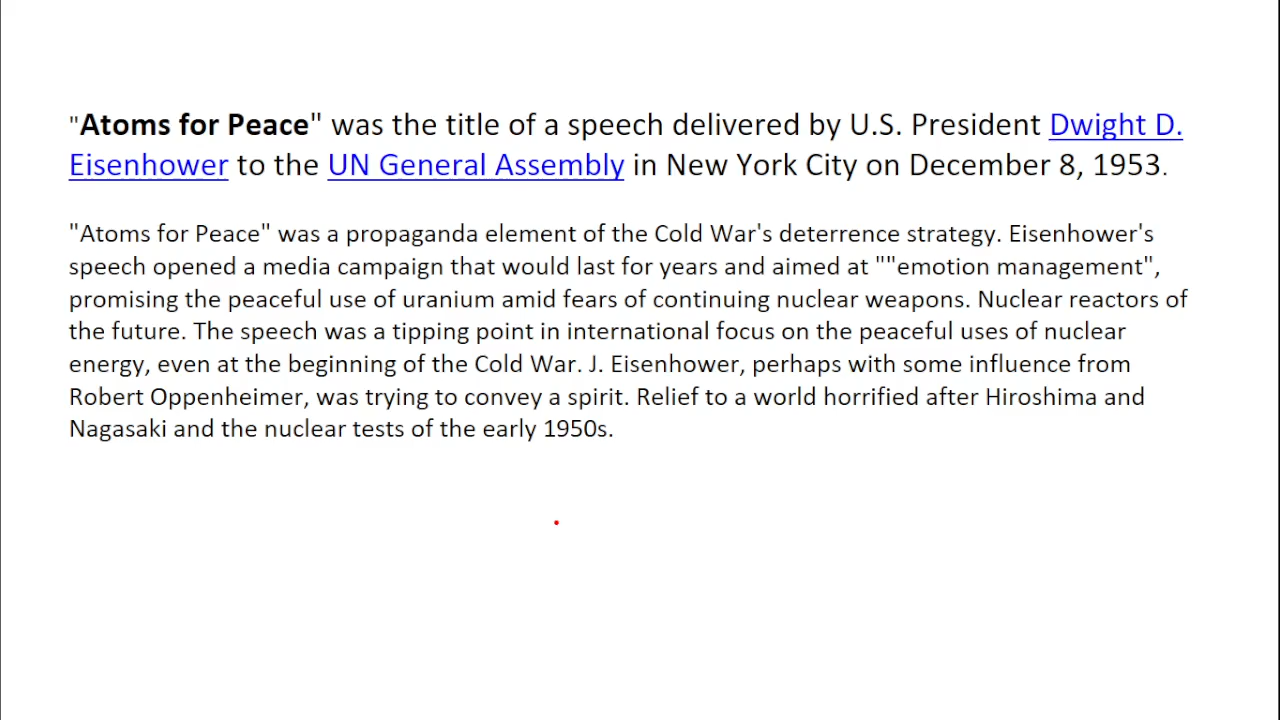 "Atoms for Peace" was the title of a speech delivered by U.S. President Dwight D.
Eisenhower to the UN General Assembly in New York City on December 8, 1953.
"Atoms for Peace" was a propaganda element of the Cold War's deterrence strategy. Eisenhower's
speech opened a media campaign that would last for years and aimed at ""emotion management",
promising the peaceful use of uranium amid fears of continuing nuclear weapons. Nuclear reactors of
the future. The speech was a tipping point in international focus on the peaceful uses of nuclear
energy, even at the beginning of the Cold War. J. Eisenhower, perhaps with some influence from
Robert Oppenheimer, was trying to convey a spirit. Relief to a world horrified after Hiroshima and
Nagasaki and the nuclear tests of the early 1950s.